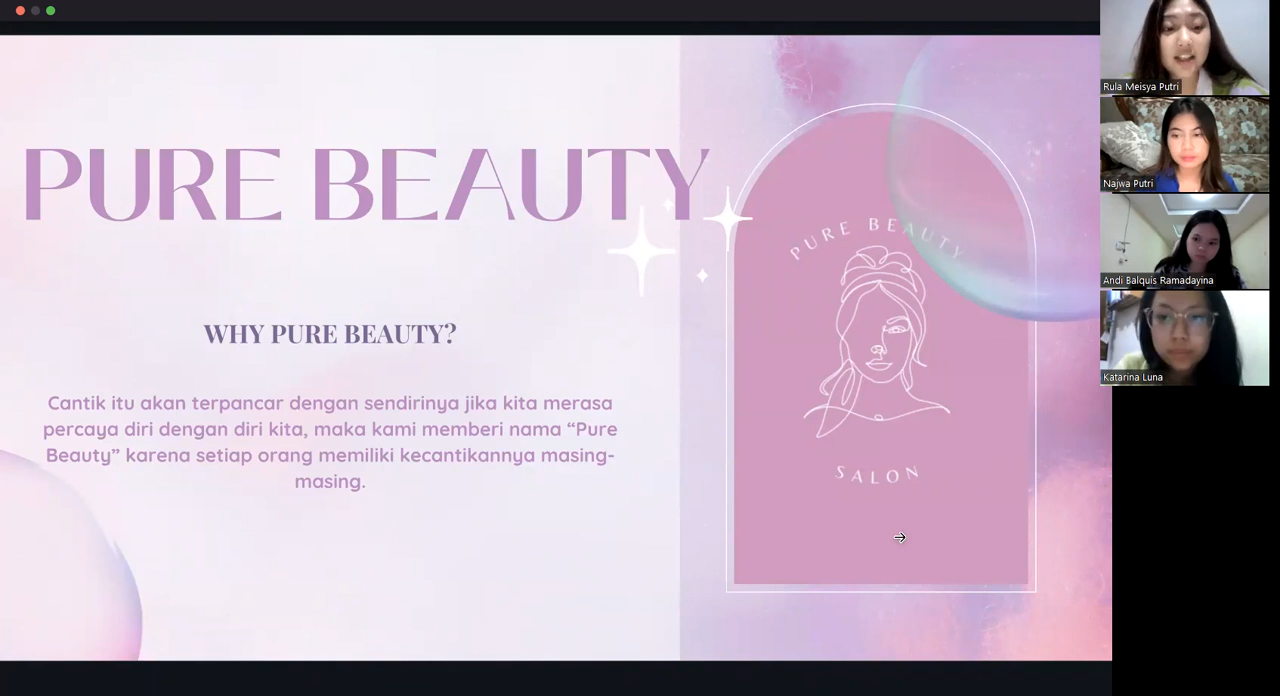 PURE BEAUTY
WHY PURE BEAUTY?
Cantik itu akan terpancar dengan sendirinya jika kita merasa
percaya diri dengan diri kita, maka kami memberi nama “Pure
Beauty” karena setiap orang memiliki kecantikannya masing-
masing.
PURE BEAUTY
SALON
Rula Meisya Putri
Najwa Putri
Andi Balquis Ramadayina
Katarina Luna